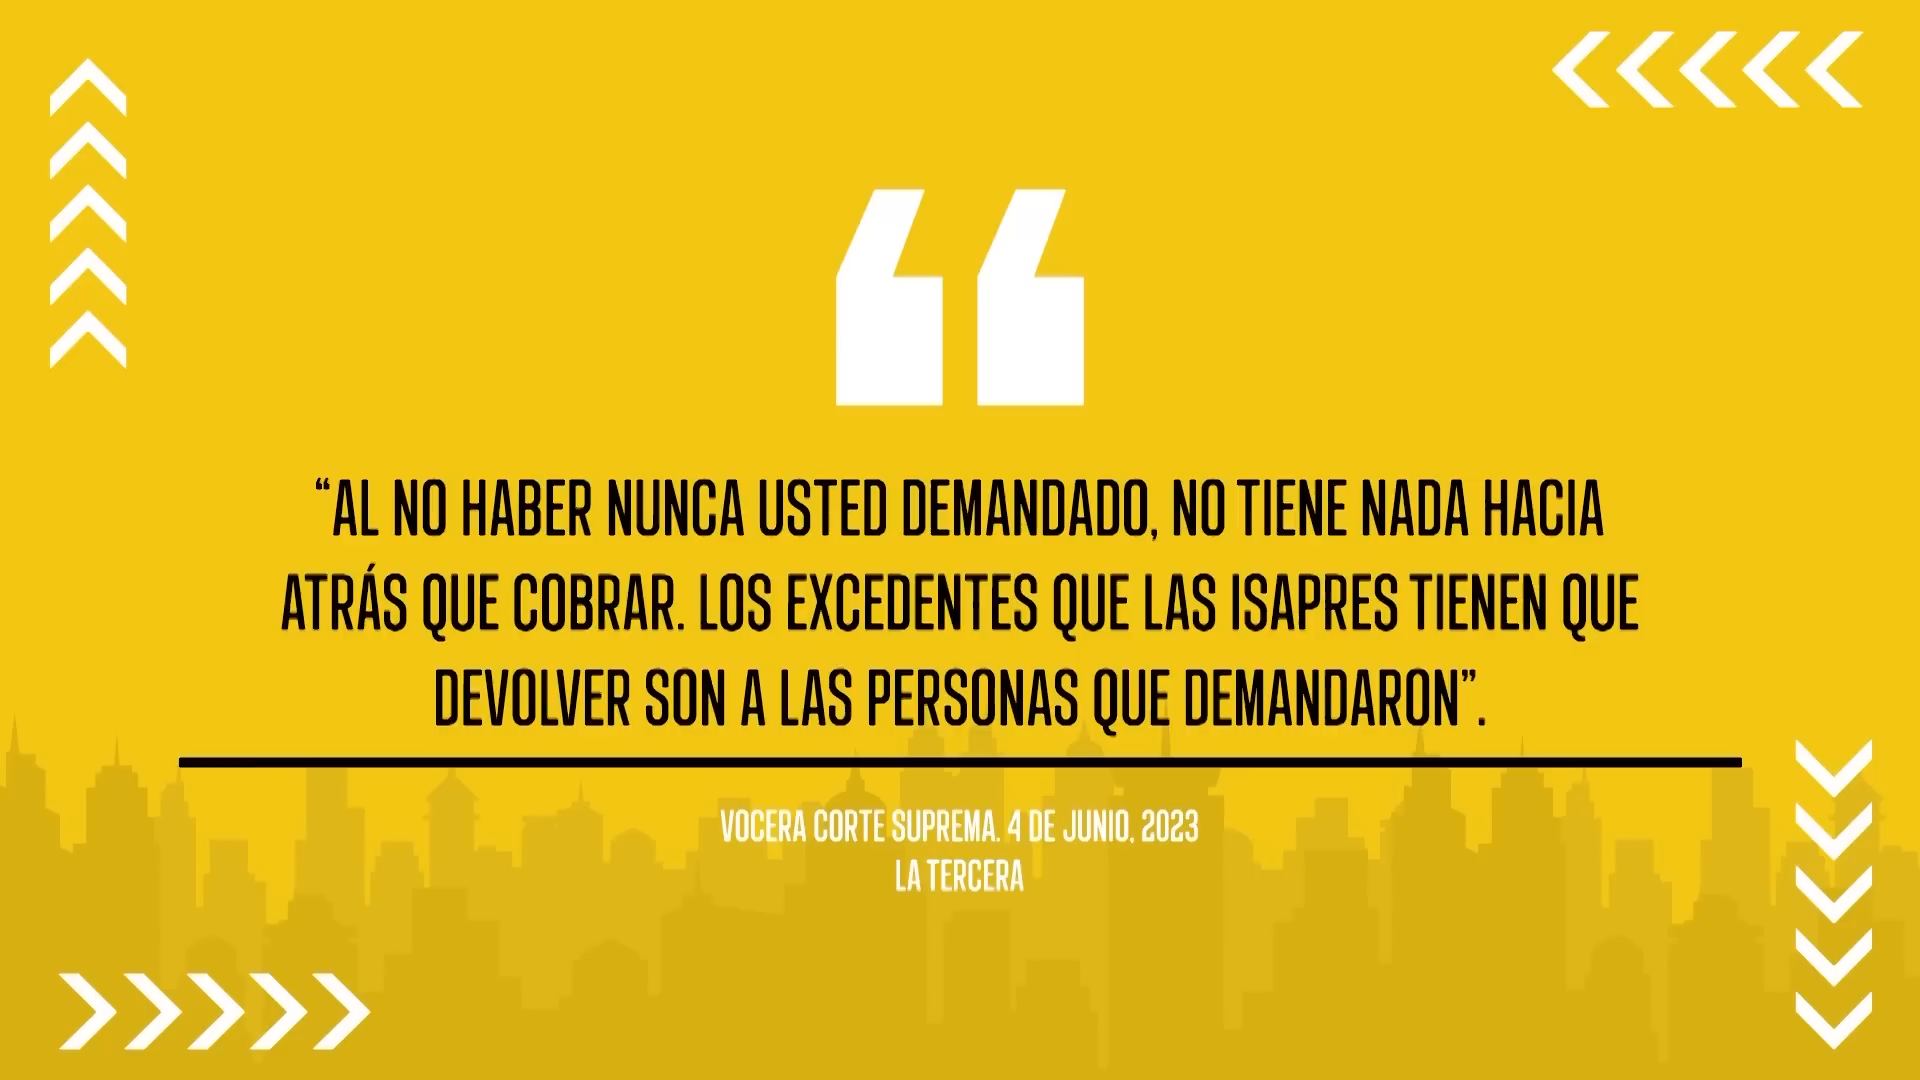 “AL NO HABER NUNCA USTED DEMANDADO, NO TIENE NADA HACIA
ATRÁS QUE COBRAR. LOS EXCEDENTES QUE LAS ISAPRES TIENEN QUE
DEVOLVER SON A LAS PERSONAS QUE DEMANDARON”.
VOCERA CORTE SUPREMA. 4 DE JUNIO, 2023
LA TERCERA